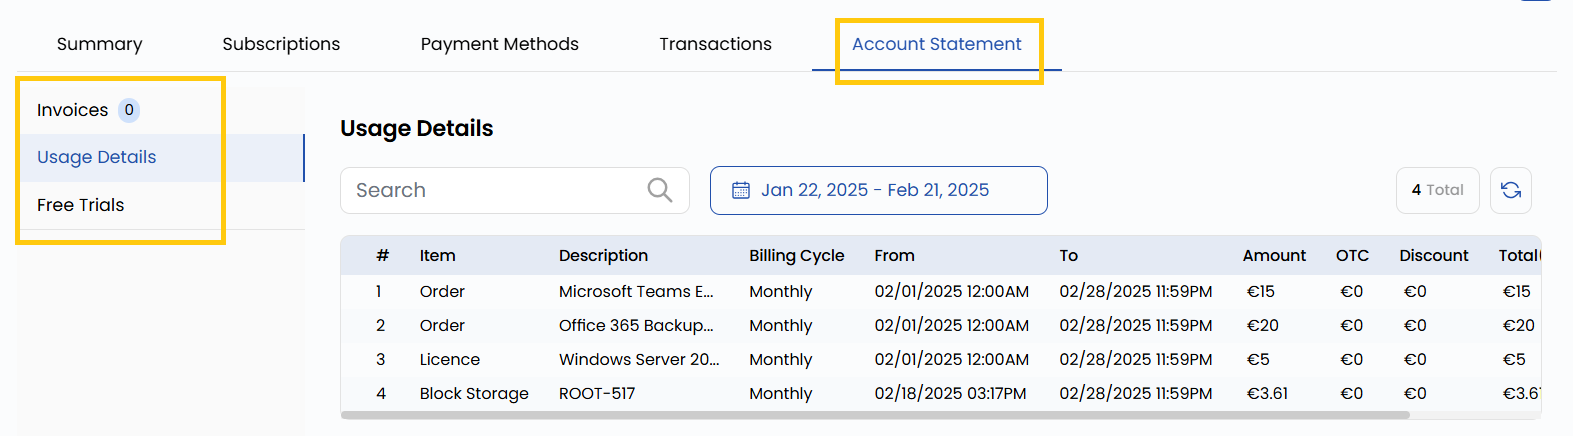 Summary Subscriptions Payment Methods Transactions Account Statement
Invoices 0
Usage Details
Free Trials
Usage Details
Search
Jan 22, 2025 - Feb 21, 2025
4 Total
# Item Description Billing Cycle From To Amount OTC Discount Total(
1 Order Microsoft Teams E... Monthly 02/01/2025 12:00AM 02/28/2025 11:59PM €15 €0 €0 €15
2 Order Office 365 Backup... Monthly 02/01/2025 12:00AM 02/28/2025 11:59PM €20 €0 €0 €20
3 Licence Windows Server 20... Monthly 02/01/2025 12:00AM 02/28/2025 11:59PM €5 €0 €0 €5
4 Block Storage ROOT-517 Monthly 02/18/2025 03:17PM 02/28/2025 11:59PM €3.61 €0 €0 €3.61